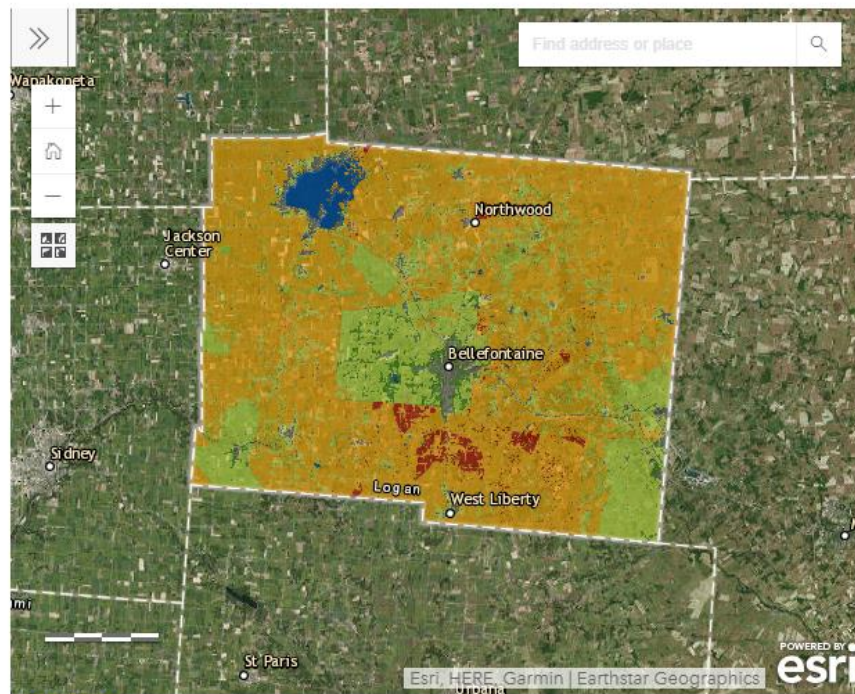 Find address or place
Wapakoneta
Northwood
Jackson
Center
Bellefontaine
Sidney
Logan
West Liberty
St Paris
POWERED BY
esri
Esri, HERE, Garmin | Earthstar Geographics
Urbana